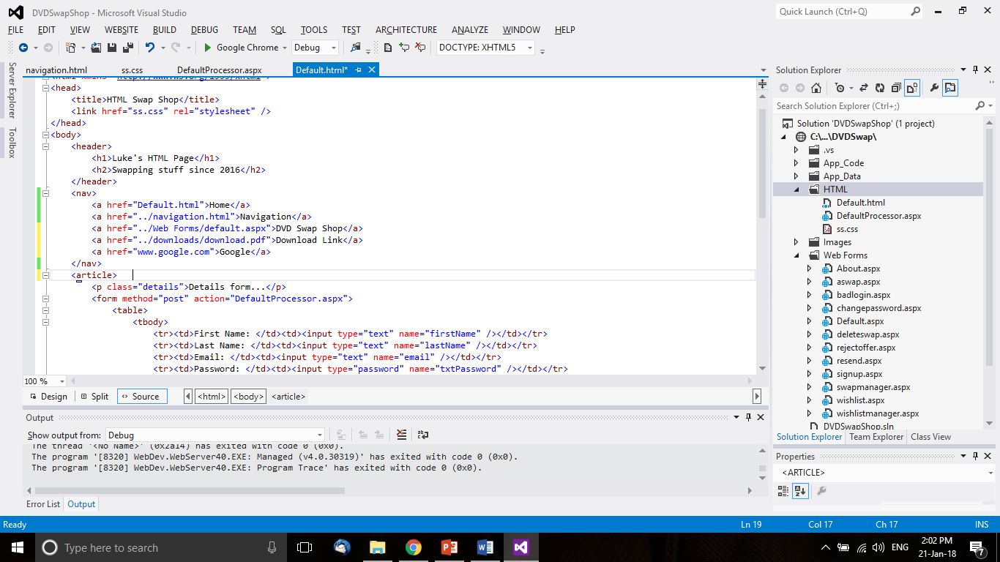 DVDSwapShop - Microsoft Visual Studio
Quick Launch (Ctrl+Q)
FILE EDIT VIEW WEBSITE BUILD DEBUG TEAM SQL TOOLS TEST ARCHITECTURE ANALYZE WINDOW HELP
Google Chrome Debug DOCTYPE: XHTML5
Server Explorer
Toolbox
navigation.html ss.css DefaultProcessor.aspx Default.html*
<head>
<title>HTML Swap Shop</title>
<link href="ss.css" rel="stylesheet" />
</head>
<body>
<header>
<h1>Luke's HTML Page</h1>
<h2>Swapping stuff since 2016</h2>
</header>
<nav>
<a href="Default.html">Home</a>
<a href="../navigation.html">Navigation</a>
<a href="../Web Forms/default.aspx">DVD Swap Shop</a>
<a href="../downloads/download.pdf">Download Link</a>
<a href="www.google.com">Google</a>
</nav>
<article>
<p class="details">Details form...</p>
<form method="post" action="DefaultProcessor.aspx">
<table>
<tbody>
<tr><td>First Name: </td><td><input type="text" name="firstName" /></td></tr>
<tr><td>Last Name: </td><td><input type="text" name="lastName" /></td></tr>
<tr><td>Email: </td><td><input type="text" name="email" /></td></tr>
<tr><td>Password: </td><td><input type="password" name="txtPassword" /></td></tr>
100 %
Design Split Source <html> <body> <article>
Output
Show output from: Debug
The thread '<No Name>' (0x2a14) has exited with code 0 (0x0).
The program '[8320] WebDev.WebServer40.EXE: Managed (v4.0.30319)' has exited with code 0 (0x0).
The program '[8320] WebDev.WebServer40.EXE: Program Trace' has exited with code 0 (0x0).
Error List Output
Solution Explorer
Search Solution Explorer (Ctrl+;)
Solution 'DVDSwapShop' (1 project)
C:\...\DVDSwap\
.vs
App_Code
App_Data
HTML
Default.html
DefaultProcessor.aspx
ss.css
Images
Web Forms
About.aspx
aswap.aspx
badlogin.aspx
changepassword.aspx
Default.aspx
deleteswap.aspx
rejectoffer.aspx
resend.aspx
signup.aspx
swapmanager.aspx
wishlist.aspx
wishlistmanager.aspx
DVDSwapShop.sln
Solution Explorer Team Explorer Class View
Properties
<ARTICLE>
Ready Ln 19 Col 17 Ch 17 INS
Type here to search
ENG
2:02 PM
21-Jan-18
7